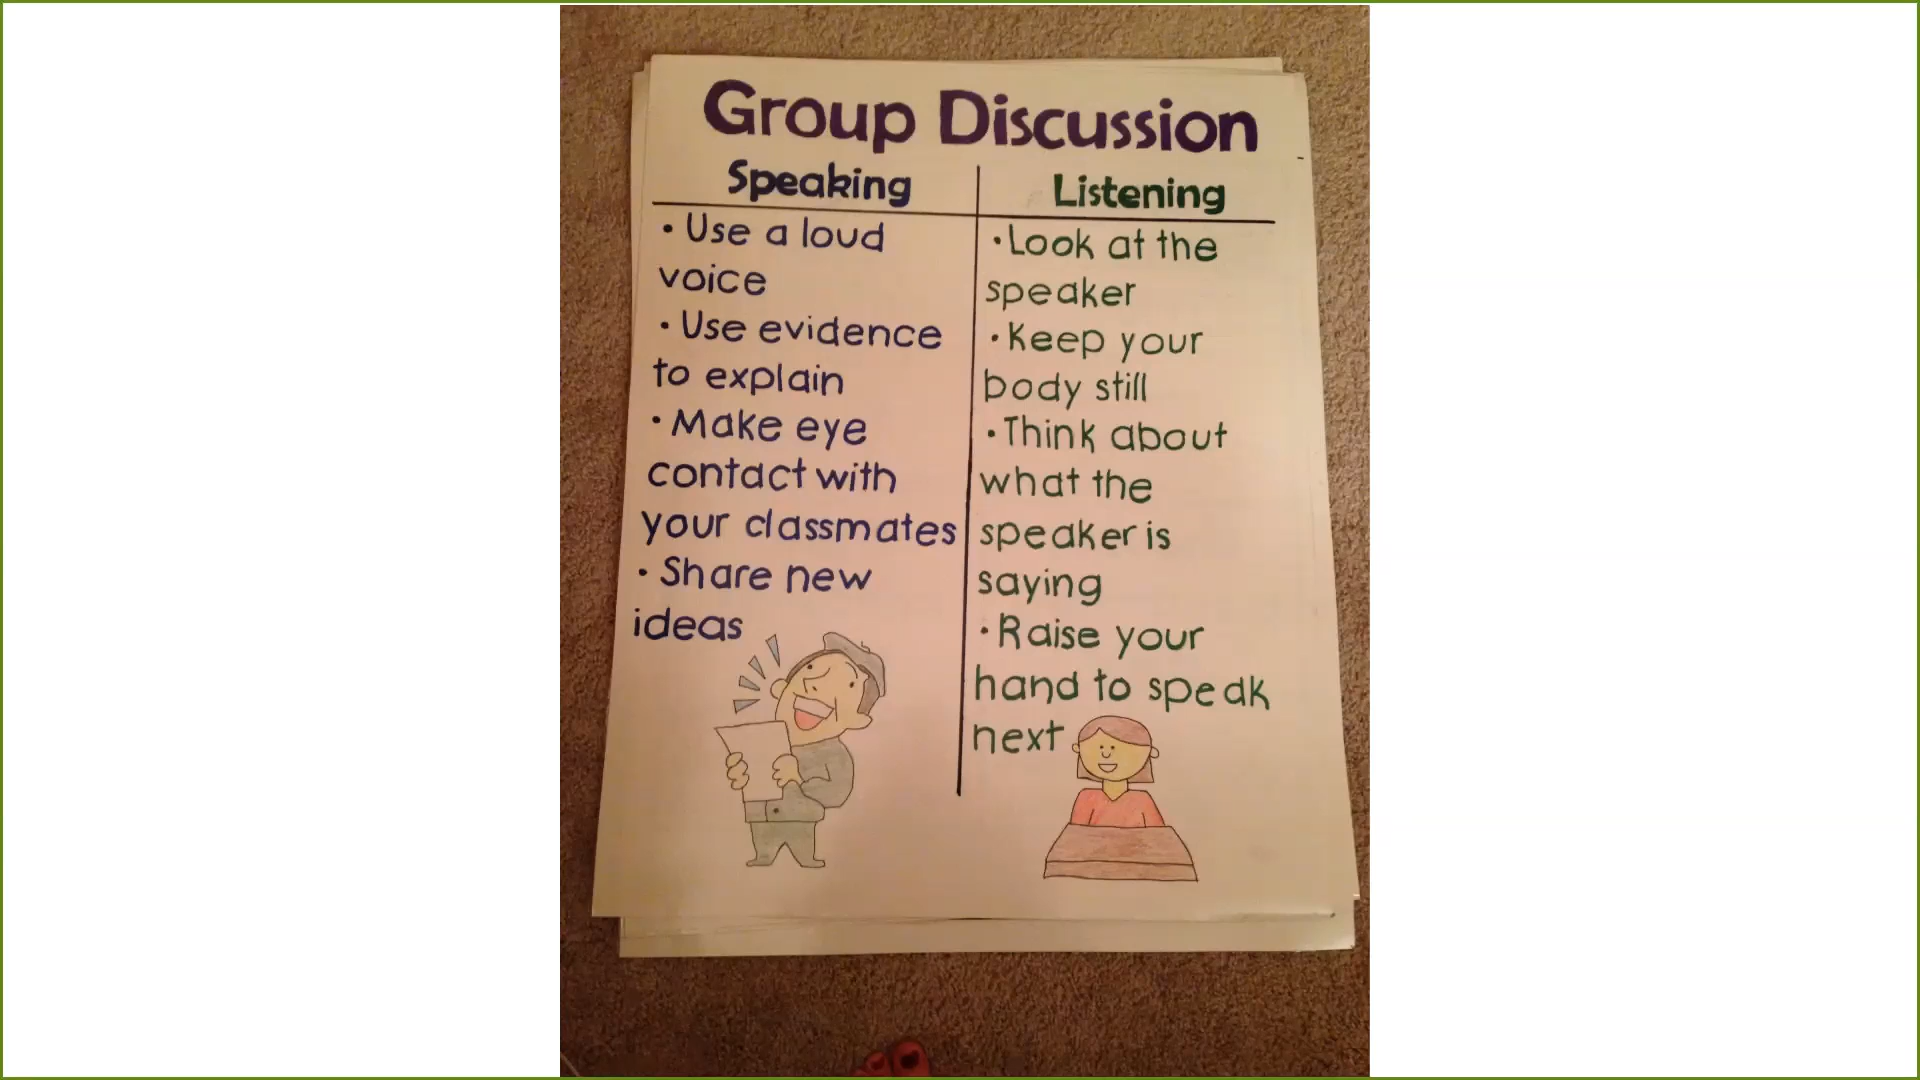 Group Discussion
Speaking
• Use a loud
voice
• Use evidence
to explain
• Make eye
contact with
your classmates
• Share new
ideas
Listening
• Look at the
speaker
• Keep your
body still
• Think about
what the
speaker is
saying
• Raise your
hand to speak
next